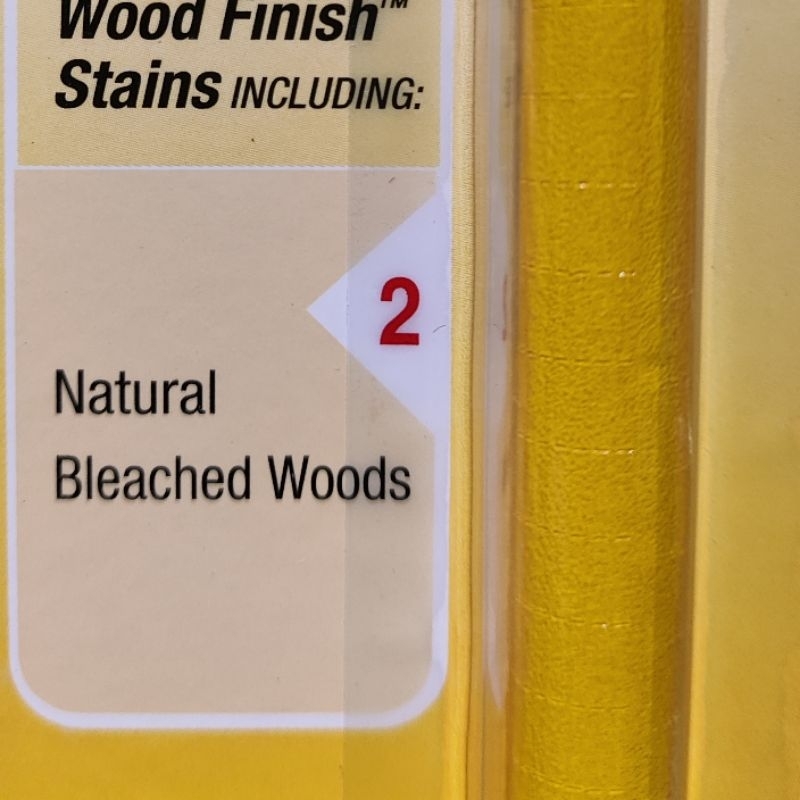 Wood Finish™
Stains INCLUDING:
2
Natural
Bleached Woods